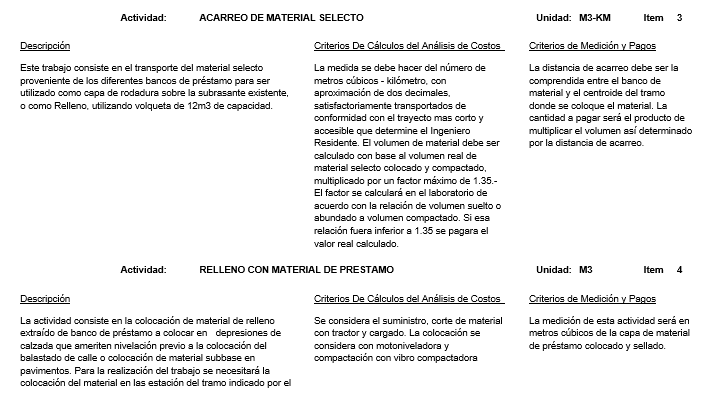 Actividad: ACARREO DE MATERIAL SELECTO Unidad: M3-KM Item 3
Descripción
Este trabajo consiste en el transporte del material selecto
proveniente de los diferentes bancos de préstamo para ser
utilizado como capa de rodadura sobre la subrasante existente,
o como Relleno, utilizando volqueta de 12m3 de capacidad.
Criterios De Cálculos del Análisis de Costos
La medida se debe hacer del número de
metros cúbicos - kilómetro, con
aproximación de dos decimales,
satisfactoriamente transportados de
conformidad con el trayecto mas corto y
accesible que determine el Ingeniero
Residente. El volumen de material debe ser
calculado con base al volumen real de
material selecto colocado y compactado,
multiplicado por un factor máximo de 1.35.-
El factor se calculará en el laboratorio de
acuerdo con la relación de volumen suelto o
abundado a volumen compactado. Si esa
relación fuera inferior a 1.35 se pagara el
valor real calculado.
Criterios de Medición y Pagos
La distancia de acarreo debe ser la
comprendida entre el banco de
material y el centroide del tramo
donde se coloque el material. La
cantidad a pagar será el producto de
multiplicar el volumen así determinado
por la distancia de acarreo.
Actividad: RELLENO CON MATERIAL DE PRESTAMO Unidad: M3 Item 4
Descripción
La actividad consiste en la colocación de material de relleno
extraído de banco de préstamo a colocar en depresiones de
calzada que ameriten nivelación previo a la colocación del
balastado de calle o colocación de material subbase en
pavimentos. Para la realización del trabajo se necesitará la
colocación del material en las estación del tramo indicado por el
Criterios De Cálculos del Análisis de Costos
Se considera el suministro, corte de material
con tractor y cargado. La colocación se
considera con motoniveladora y
compactación con vibro compactadora
Criterios de Medición y Pagos
La medición de esta actividad será en
metros cúbicos de la capa de material
de préstamo colocado y sellado.